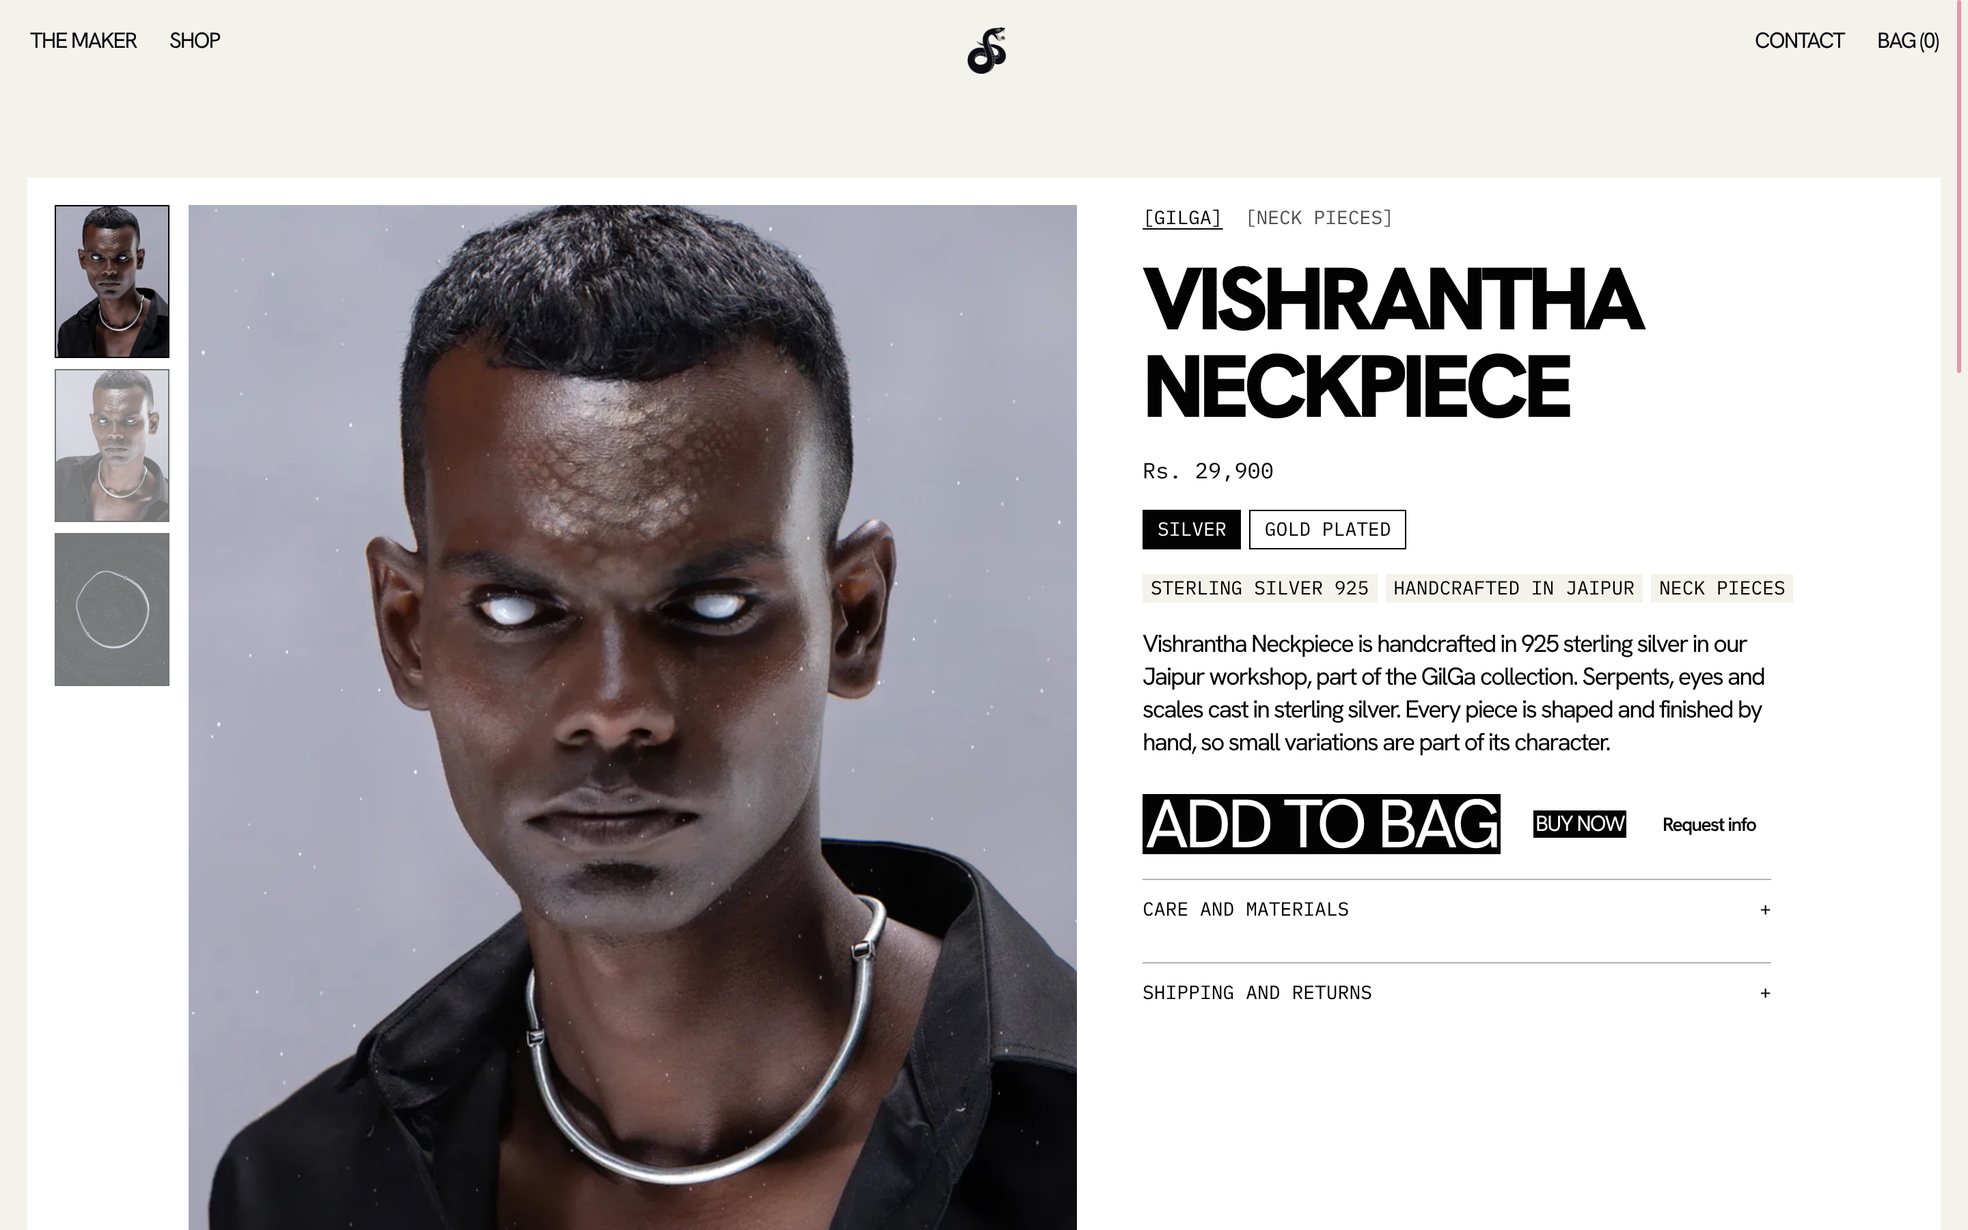 THE MAKER
SHOP
CONTACT
BAG (0)
[GILGA]
[NECK PIECES]
VISHRANTHA
NECKPIECE
Rs. 29,900
SILVER
GOLD PLATED
STERLING SILVER 925
HANDCRAFTED IN JAIPUR
NECK PIECES
Vishrantha Neckpiece is handcrafted in 925 sterling silver in our
Jaipur workshop, part of the GilGa collection. Serpents, eyes and
scales cast in sterling silver. Every piece is shaped and finished by
hand, so small variations are part of its character.
ADD TO BAG
BUY NOW
Request info
CARE AND MATERIALS +
SHIPPING AND RETURNS +